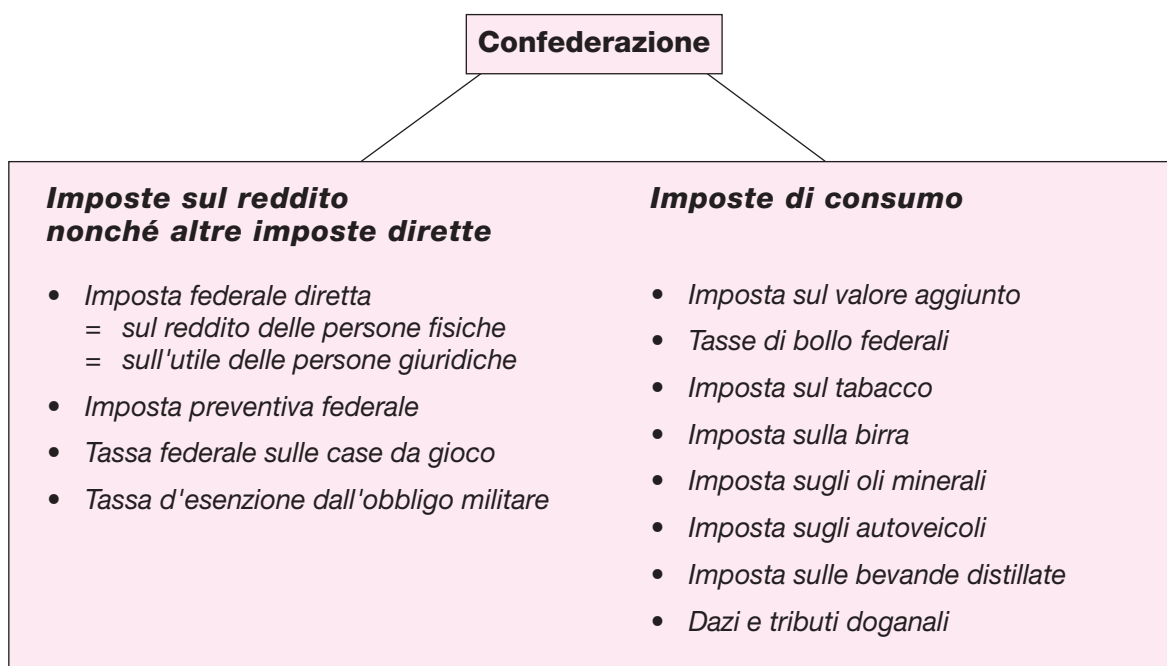 Confederazione
Imposte sul reddito
nonché altre imposte dirette
• Imposta federale diretta
= sul reddito delle persone fisiche
= sull'utile delle persone giuridiche
• Imposta preventiva federale
• Tassa federale sulle case da gioco
• Tassa d'esenzione dall'obbligo militare
Imposte di consumo
• Imposta sul valore aggiunto
• Tasse di bollo federali
• Imposta sul tabacco
• Imposta sulla birra
• Imposta sugli oli minerali
• Imposta sugli autoveicoli
• Imposta sulle bevande distillate
• Dazi e tributi doganali